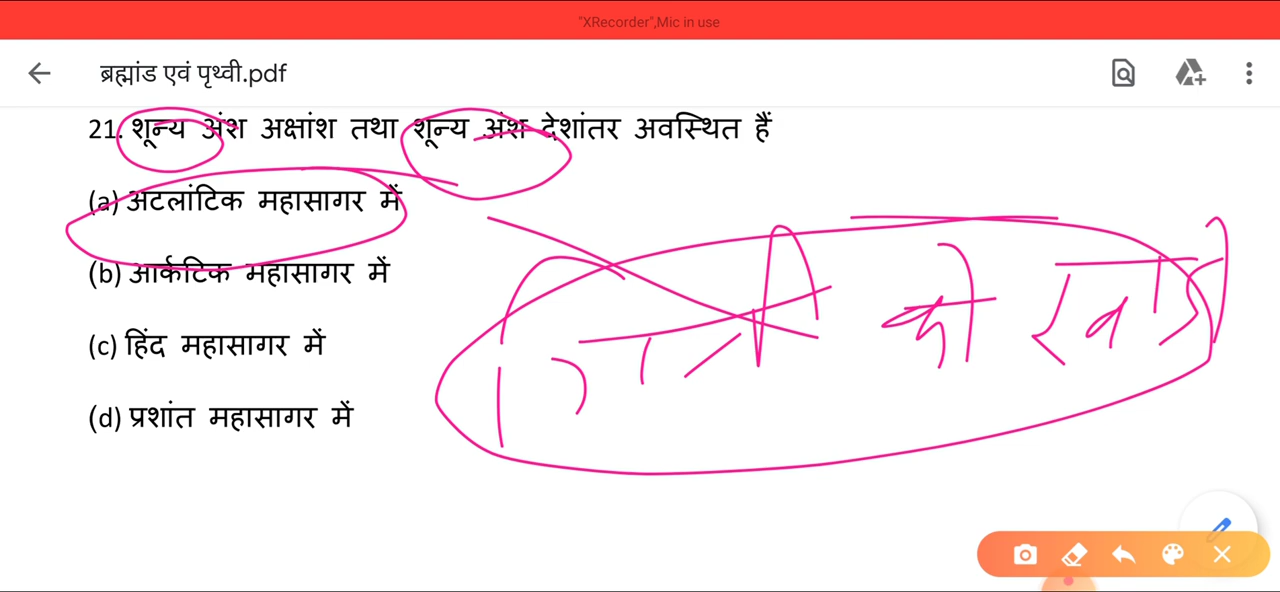 "XRecorder",Mic in use
ब्रह्मांड एवं पृथ्वी.pdf
21. शून्य अंश अक्षांश तथा शून्य अंश देशांतर अवस्थित हैं
(a) अटलांटिक महासागर में
(b) आर्कटिक महासागर में
(c) हिंद महासागर में
(d) प्रशांत महासागर में
की खाड़ी